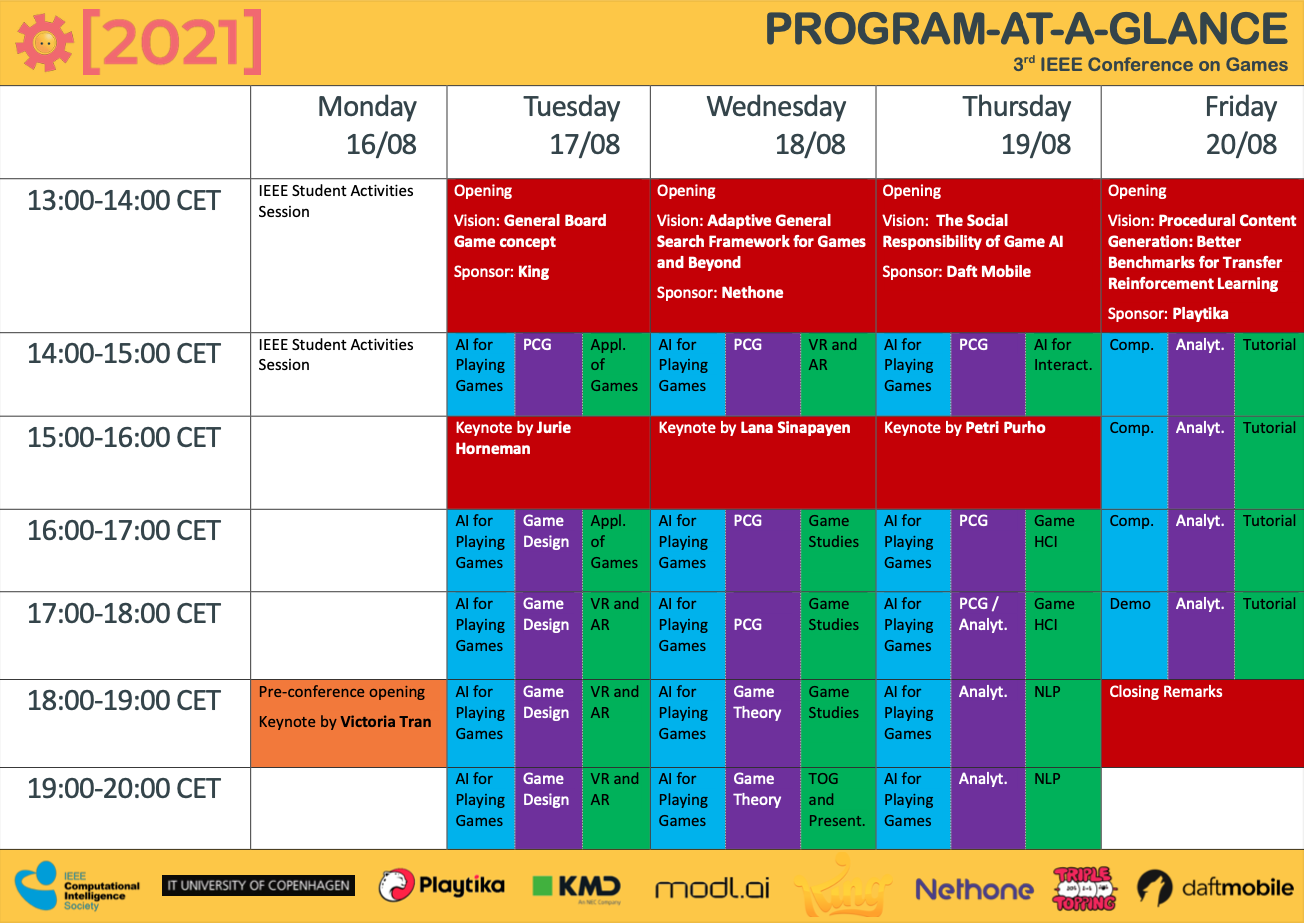 [2021]
PROGRAM-AT-A-GLANCE
3rd IEEE Conference on Games
Monday
16/08
Tuesday
17/08
Wednesday
18/08
Thursday
19/08
Friday
20/08
13:00-14:00 CET
IEEE Student Activities
Session
Opening
Vision: General Board
Game concept
Sponsor: King
Opening
Vision: Adaptive General
Search Framework for Games
and Beyond
Sponsor: Nethone
Opening
Vision: The Social
Responsibility of Game AI
Sponsor: Daft Mobile
Opening
Vision: Procedural Content
Generation: Better
Benchmarks for Transfer
Reinforcement Learning
Sponsor: Playtika
14:00-15:00 CET
IEEE Student Activities
Session
AI for
Playing
Games
PCG
Appl.
of
Games
AI for
Playing
Games
PCG
VR and
AR
AI for
Playing
Games
PCG
AI for
Interact.
Comp.
Analyt.
Tutorial
15:00-16:00 CET
Keynote by Jurie
Horneman
Keynote by Lana Sinapayen
Keynote by Petri Purho
Comp.
Analyt.
Tutorial
16:00-17:00 CET
AI for
Playing
Games
Game
Design
Appl.
of
Games
AI for
Playing
Games
PCG
Game
Studies
AI for
Playing
Games
PCG
Game
HCI
Comp.
Analyt.
Tutorial
17:00-18:00 CET
AI for
Playing
Games
Game
Design
VR and
AR
AI for
Playing
Games
PCG
Game
Studies
AI for
Playing
Games
PCG /
Analyt.
Game
HCI
Demo
Analyt.
Tutorial
18:00-19:00 CET
Pre-conference opening
Keynote by Victoria Tran
AI for
Playing
Games
Game
Design
VR and
AR
AI for
Playing
Games
Game
Theory
Game
Studies
AI for
Playing
Games
Analyt.
NLP
Closing Remarks
19:00-20:00 CET
AI for
Playing
Games
Game
Design
VR and
AR
AI for
Playing
Games
Game
Theory
TOG
and
Present.
AI for
Playing
Games
Analyt.
NLP
IEEE
Computational
Intelligence
Society
IT UNIVERSITY OF COPENHAGEN
Playtika
KMD
An NEC Company
modl.ai
King
Nethone
TRIPLE
TOPPING
daftmobile